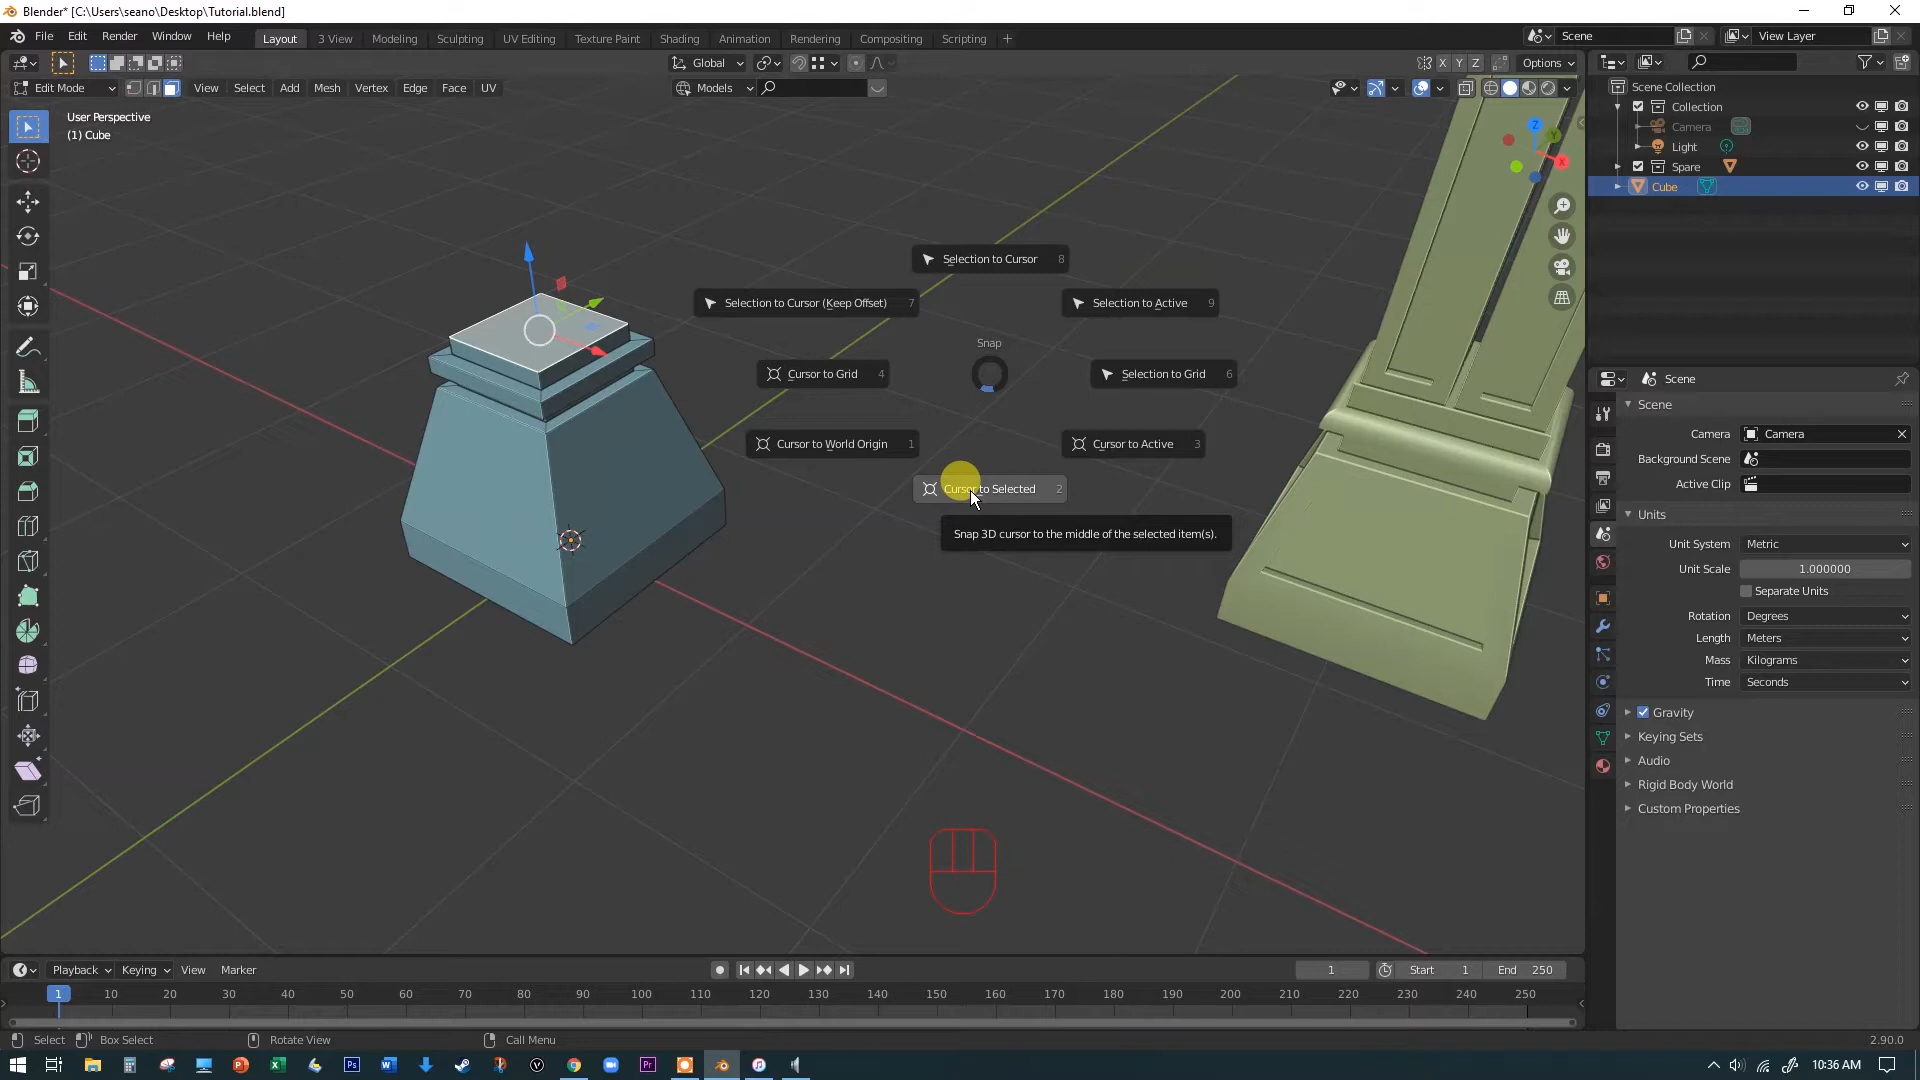 Blender* [C:\Users\seano\Desktop\Tutorial.blend]
File Edit Render Window Help Layout 3 View Modeling Sculpting UV Editing Texture Paint Shading Animation Rendering Compositing Scripting + Scene View Layer
Global X Y Z Options
Edit Mode View Select Add Mesh Vertex Edge Face UV Models
User Perspective
(1) Cube
Scene Collection
Collection
Camera
Light
Spare
Cube
Z
Y
X
Selection to Cursor 8
Selection to Cursor (Keep Offset) 7
Selection to Active 9
Snap
Cursor to Grid 4
Selection to Grid 6
Cursor to World Origin 1
Cursor to Active 3
Cursor to Selected 2
Snap 3D cursor to the middle of the selected item(s).
Scene
Scene
Camera Camera
Background Scene
Active Clip
Units
Unit System Metric
Unit Scale 1.000000
Separate Units
Rotation Degrees
Length Meters
Mass Kilograms
Time Seconds
Gravity
Keying Sets
Audio
Rigid Body World
Custom Properties
Playback Keying View Marker 1 Start 1 End 250
1 10 20 30 40 50 60 70 80 90 100 110 120 130 140 150 160 170 180 190 200 210 220 230 240 250
Select Box Select Rotate View Call Menu 2.90.0
10:36 AM